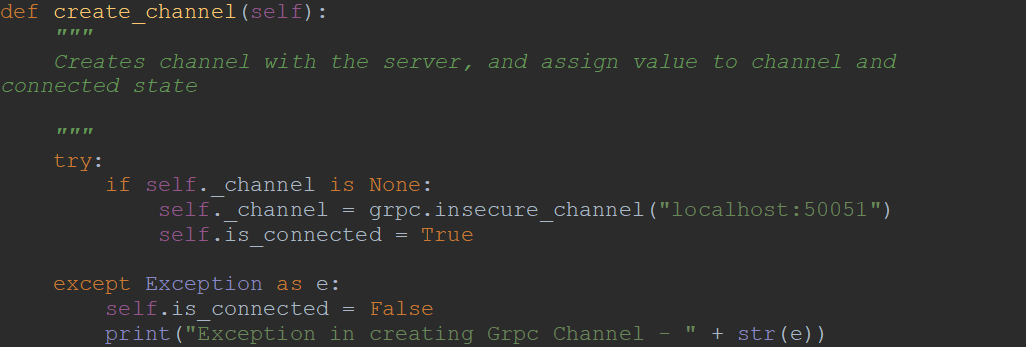 def create_channel(self):
    """
    Creates channel with the server, and assign value to channel and
connected state

    """
    try:
        if self._channel is None:
            self._channel = grpc.insecure_channel("localhost:50051")
            self.is_connected = True

    except Exception as e:
        self.is_connected = False
        print("Exception in creating Grpc Channel - " + str(e))